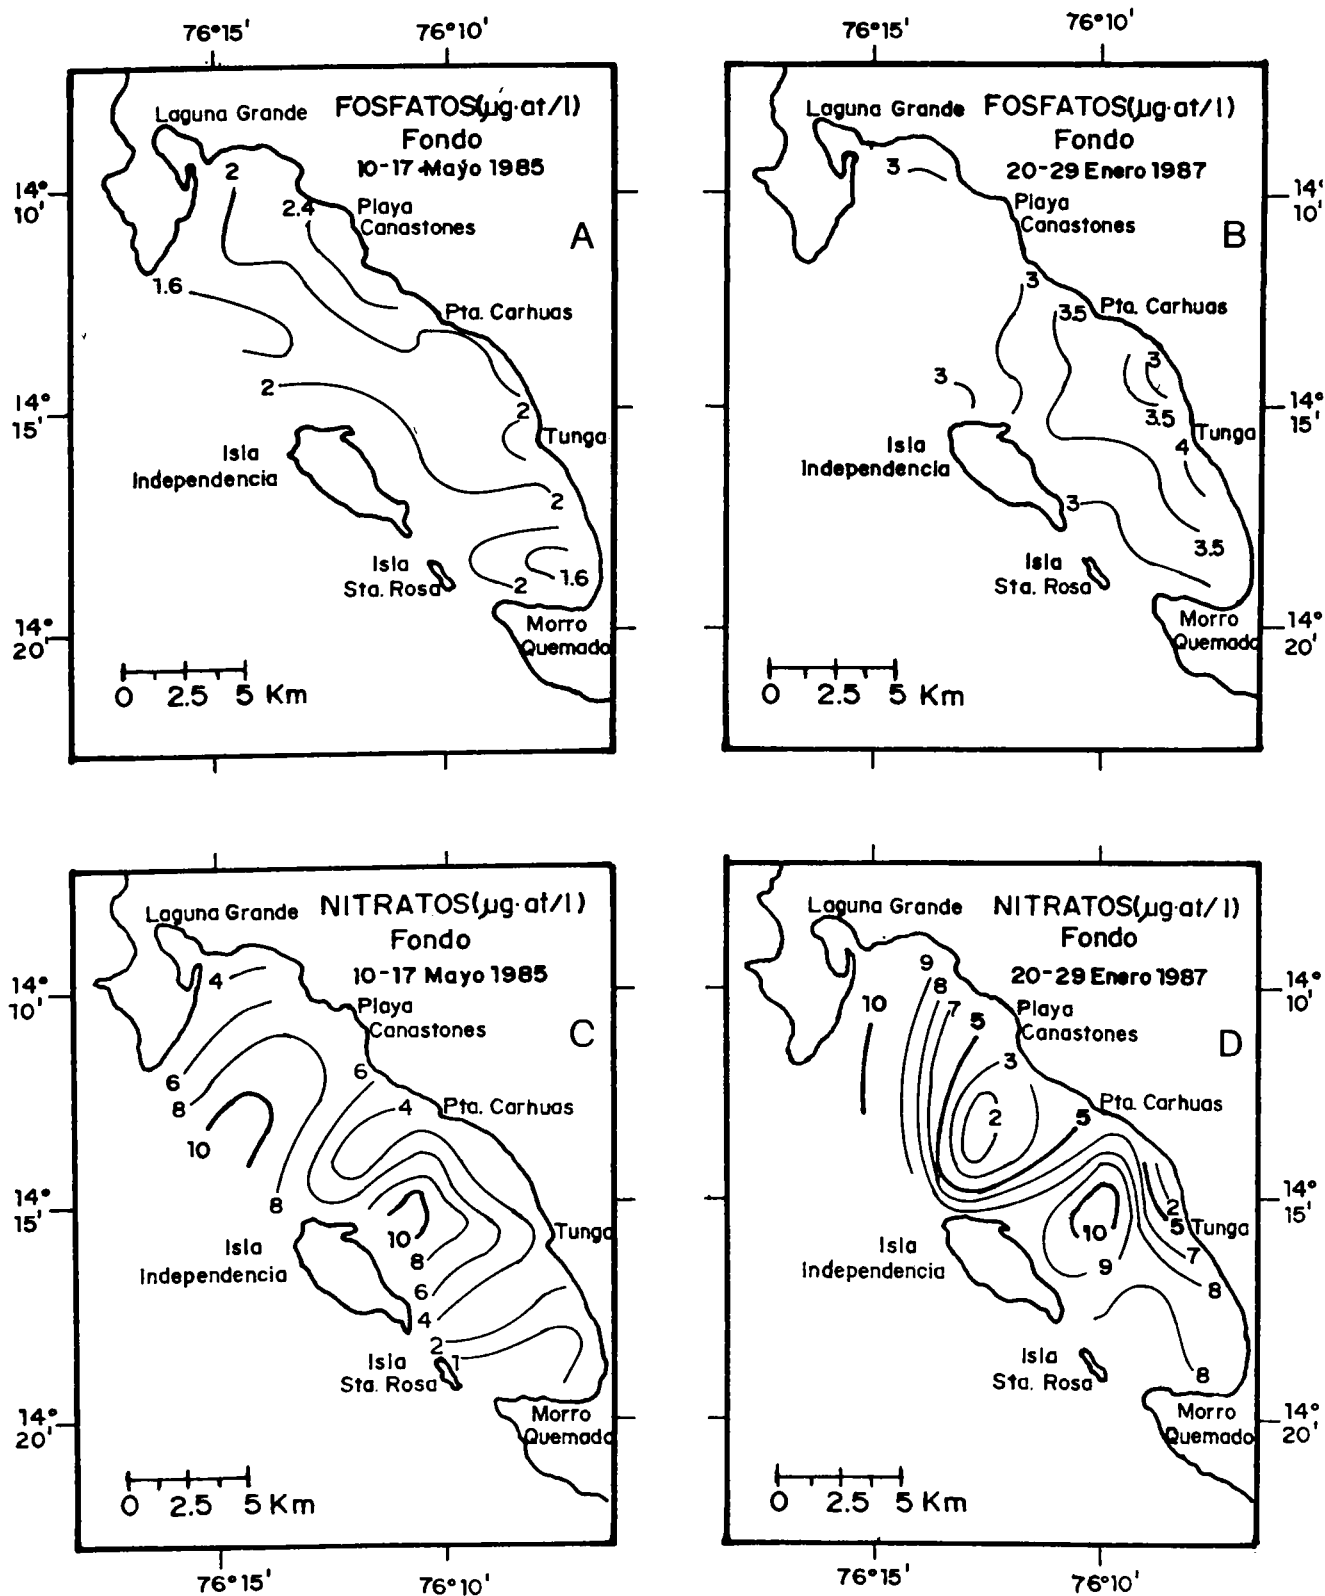 76°15' 76°10'
Laguna Grande
FOSFATOS(µg·at/l)
Fondo
10-17 Mayo 1985
14°
10'
2
2.4
Playa
Canastones
A
1.6
Pta. Carhuas
2
14°
15'
2
Tunga
Isla
Independencia
2
Isla
Sta. Rosa
2
1.6
14°
20'
Morro
Quemado
0 2.5 5 Km
76°15' 76°10'
Laguna Grande
FOSFATOS(µg·at/l)
Fondo
20-29 Enero 1987
3
14°
10'
Playa
Canastones
B
3
3.5
Pta. Carhuas
3
3
3.5
14°
15'
Tunga
4
Isla
Independencia
3
3.5
Isla
Sta. Rosa
Morro
Quemado
14°
20'
0 2.5 5 Km
Laguna Grande
NITRATOS(µg·at/l)
Fondo
10-17 Mayo 1985
4
14°
10'
Playa
Canastones
C
6
6
8
4
Pta. Carhuas
10
8
14°
15'
10
Tunga
Isla
Independencia
8
6
4
2
1
Isla
Sta. Rosa
Morro
Quemado
14°
20'
0 2.5 5 Km
76°15' 76°10'
Laguna Grande
NITRATOS(µg·at/l)
Fondo
20-29 Enero 1987
9
8
10
7
5
14°
10'
Playa
Canastones
D
3
2
5
Pta. Carhuas
2
14°
15'
5
Tunga
10
7
Isla
Independencia
9
8
Isla
Sta. Rosa
8
Morro
Quemado
14°
20'
0 2.5 5 Km
76°15' 76°10'